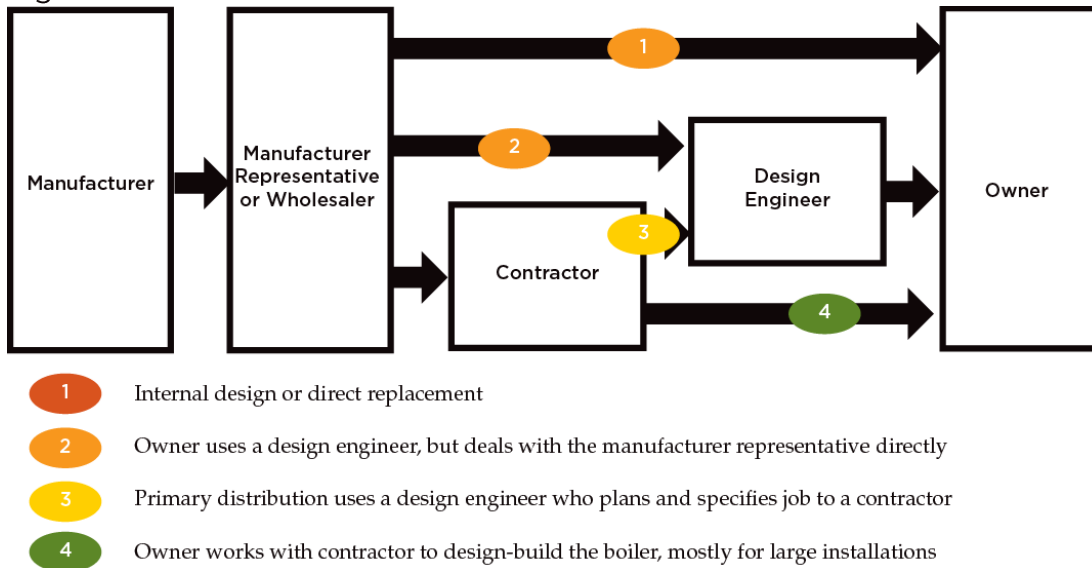 1
2
Manufacturer
Manufacturer
Representative
or Wholesaler
Design
Engineer
Owner
3
Contractor
4
1 Internal design or direct replacement
2 Owner uses a design engineer, but deals with the manufacturer representative directly
3 Primary distribution uses a design engineer who plans and specifies job to a contractor
4 Owner works with contractor to design-build the boiler, mostly for large installations